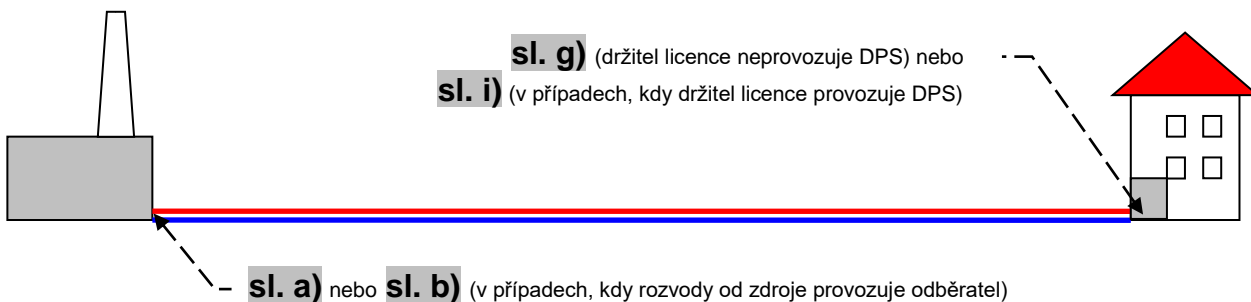 sl. g) (držitel licence neprovozuje DPS) nebo
sl. i) (v případech, kdy držitel licence provozuje DPS)
sl. a) nebo sl. b) (v případech, kdy rozvody od zdroje provozuje odběratel)